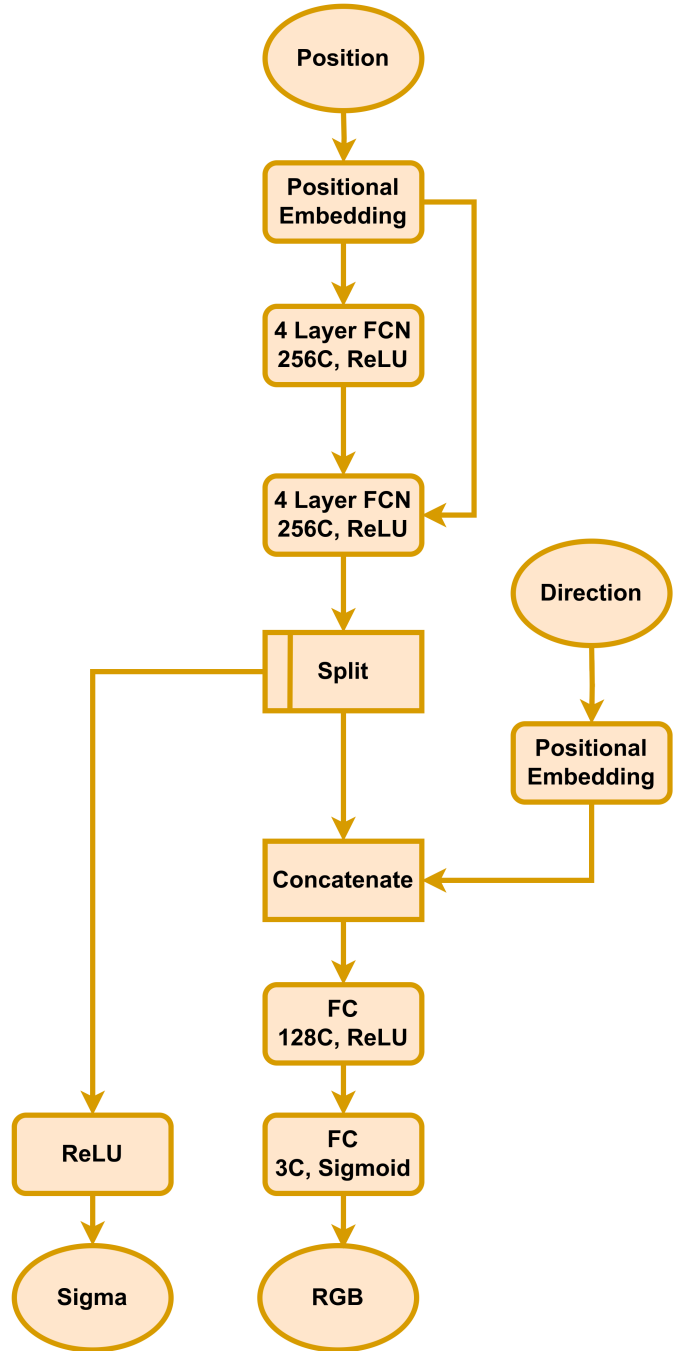 Position
Positional
Embedding
4 Layer FCN
256C, ReLU
4 Layer FCN
256C, ReLU
Direction
Split
Positional
Embedding
Concatenate
FC
128C, ReLU
ReLU
FC
3C, Sigmoid
Sigma
RGB